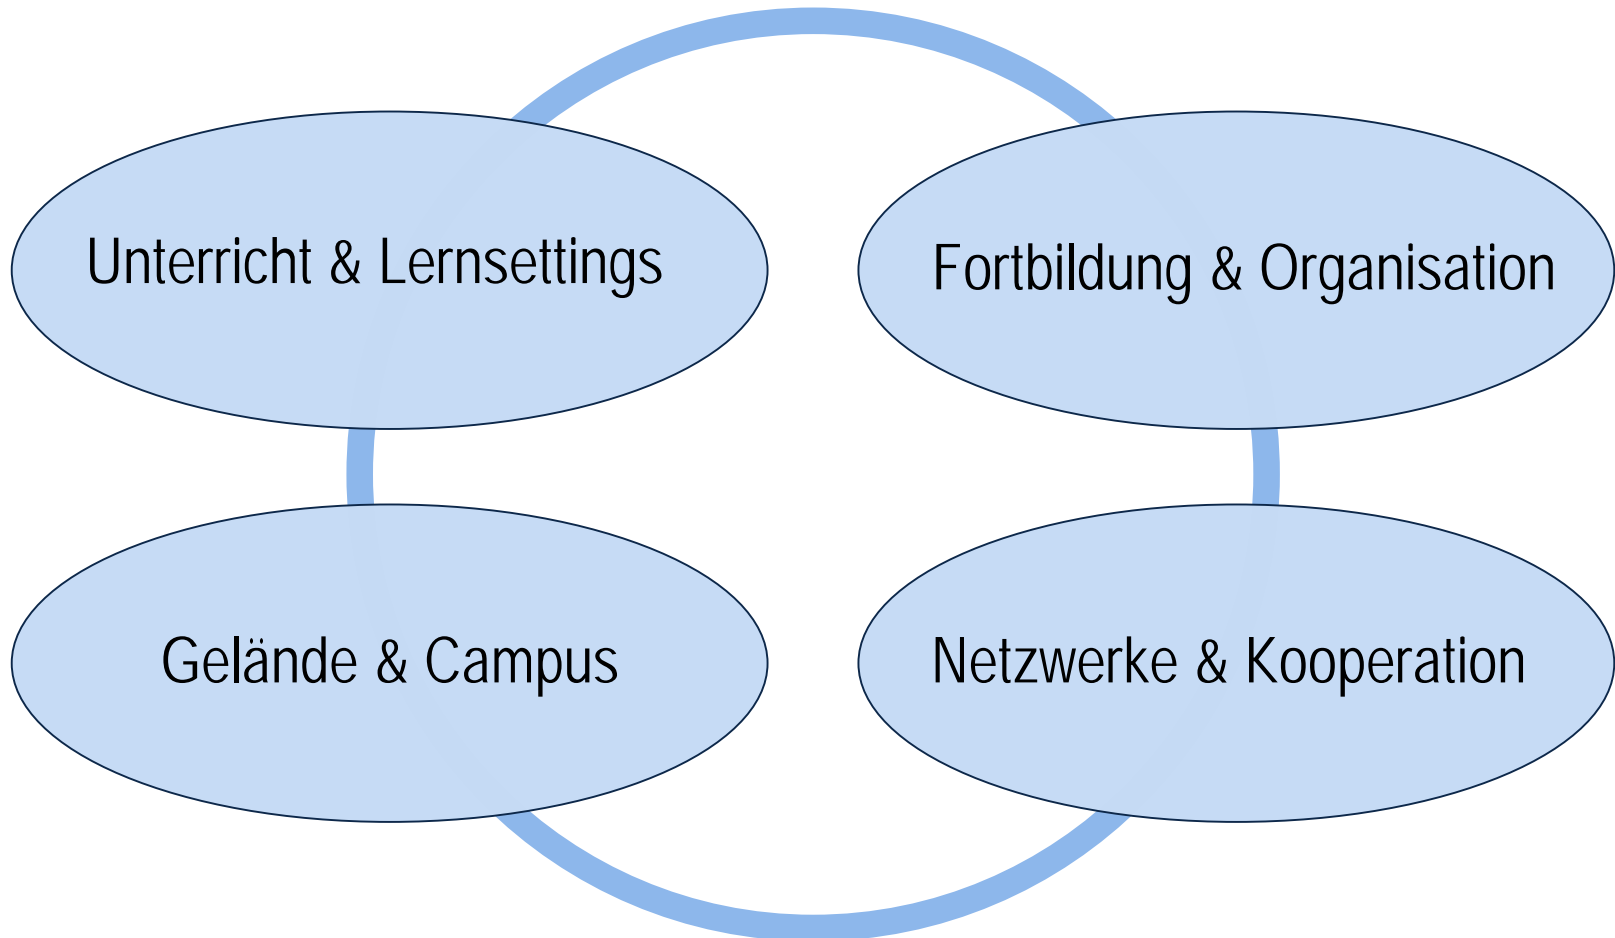 Unterricht & Lernsettings
Fortbildung & Organisation
Gelände & Campus
Netzwerke & Kooperation